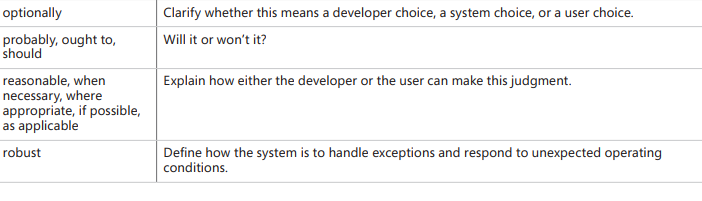 optionally Clarify whether this means a developer choice, a system choice, or a user choice.
probably, ought to, Will it or won't it?
should
reasonable, when Explain how either the developer or the user can make this judgment.
necessary, where
appropriate, if possible,
as applicable
robust Define how the system is to handle exceptions and respond to unexpected operating
conditions.